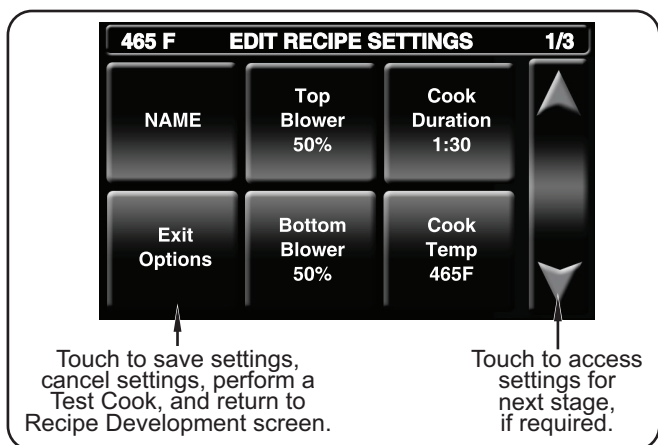 465 F EDIT RECIPE SETTINGS 1/3
NAME
Top
Blower
50%
Cook
Duration
1:30
Exit
Options
Bottom
Blower
50%
Cook
Temp
465F
Touch to save settings,
cancel settings, perform a
Test Cook, and return to
Recipe Development screen.
Touch to access
settings for
next stage,
if required.